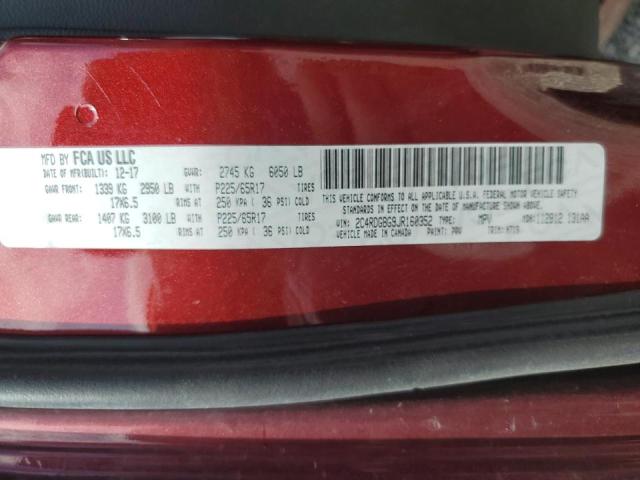 MFD BY FCA US LLC
DATE OF MFR(BUILT): 12-17 GVWR: 2745 KG 6050 LB
GAWR FRONT: 1339 KG 2950 LB WITH P225/65R17
17X6.5 RIMS AT 250 KPA ( 36 PSI) COLD
GAWR REAR: 1407 KG 3100 LB WITH P225/65R17
17X6.5 RIMS AT 250 KPA ( 36 PSI) COLD
THIS VEHICLE CONFORMS TO ALL APPLICABLE U.S.A. FEDERAL MOTOR VEHICLE SAFETY
STANDARDS IN EFFECT ON THE DATE OF MANUFACTURE SHOWN ABOVE.
VIN: 2C4RDGBG9JR160352 TYPE: MPV MDH: 112812 131AA
VEHICLE MADE IN CANADA PAINT: PRV TRIM: